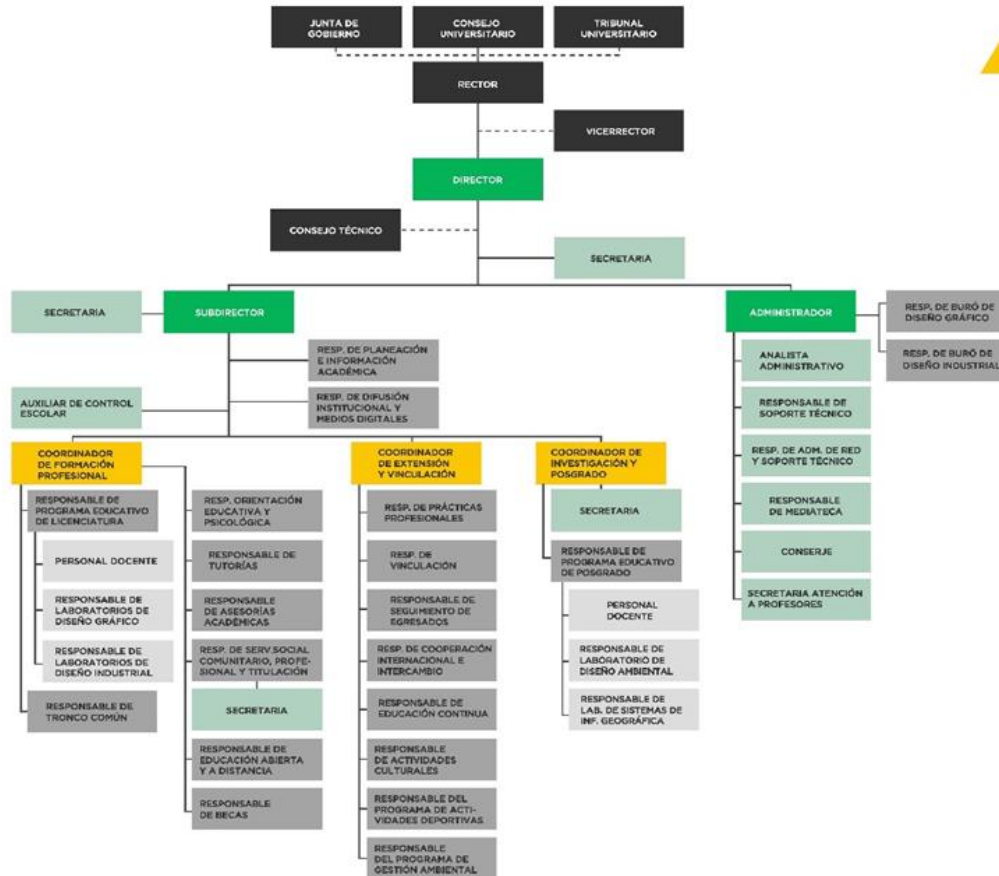 JUNTA DE
GOBIERNO
CONSEJO
UNIVERSITARIO
TRIBUNAL
UNIVERSITARIO
RECTOR
VICERRECTOR
DIRECTOR
CONSEJO TÉCNICO
SECRETARIA
SECRETARIA
SUBDIRECTOR
ADMINISTRADOR
RESP. DE BURÓ DE
DISEÑO GRÁFICO
RESP. DE BURÓ DE
DISEÑO INDUSTRIAL
RESP. DE PLANEACIÓN
E INFORMACIÓN
ACADÉMICA
AUXILIAR DE CONTROL
ESCOLAR
RESP. DE DIFUSIÓN
INSTITUCIONAL Y
MEDIOS DIGITALES
COORDINADOR
DE FORMACIÓN
PROFESIONAL
RESPONSABLE DE
PROGRAMA EDUCATIVO
DE LICENCIATURA
PERSONAL DOCENTE
RESPONSABLE DE
LABORATORIOS DE
DISEÑO GRÁFICO
RESPONSABLE DE
LABORATORIOS DE
DISEÑO INDUSTRIAL
RESPONSABLE DE
TRONCO COMÚN
RESP. ORIENTACIÓN
EDUCATIVA Y
PSICOLÓGICA
RESPONSABLE DE
TUTORÍAS
RESPONSABLE
DE ASESORÍAS
ACADÉMICAS
RESP. DE SERV.SOCIAL
COMUNITARIO, PROFE-
SIONAL Y TITULACIÓN
SECRETARIA
RESPONSABLE DE
EDUCACIÓN ABIERTA
Y A DISTANCIA
RESPONSABLE
DE BECAS
COORDINADOR
DE EXTENSIÓN
Y VINCULACIÓN
RESP. DE PRÁCTICAS
PROFESIONALES
RESP. DE
VINCULACIÓN
RESPONSABLE DE
SEGUIMIENTO DE
EGRESADOS
RESP. DE COOPERACIÓN
INTERNACIONAL E
INTERCAMBIO
RESPONSABLE DE
EDUCACIÓN CONTINUA
RESPONSABLE
DE ACTIVIDADES
CULTURALES
RESPONSABLE DEL
PROGRAMA DE ACTI-
VIDADES DEPORTIVAS
RESPONSABLE
DEL PROGRAMA DE
GESTIÓN AMBIENTAL
COORDINADOR DE
INVESTIGACIÓN Y
POSGRADO
SECRETARIA
RESPONSABLE DE
PROGRAMA EDUCATIVO
DE POSGRADO
PERSONAL
DOCENTE
RESPONSABLE DE
LABORATORIO DE
DISEÑO AMBIENTAL
RESPONSABLE DE
LAB. DE SISTEMAS DE
INF. GEOGRÁFICA
ANALISTA
ADMINISTRATIVO
RESPONSABLE DE
SOPORTE TÉCNICO
RESP. DE ADM. DE RED
Y SOPORTE TÉCNICO
RESPONSABLE
DE MEDIATECA
CONSERJE
SECRETARIA ATENCIÓN
A PROFESORES